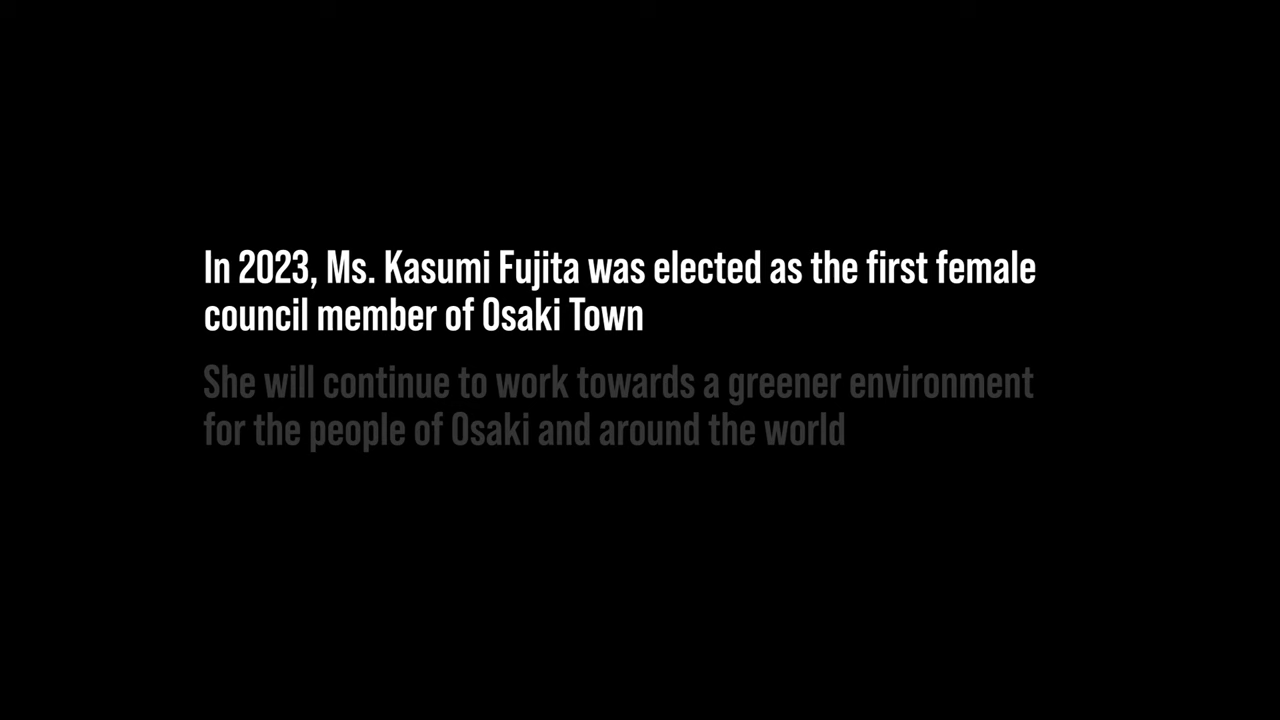 In 2023, Ms. Kasumi Fujita was elected as the first female
council member of Osaki Town
She will continue to work towards a greener environment
for the people of Osaki and around the world